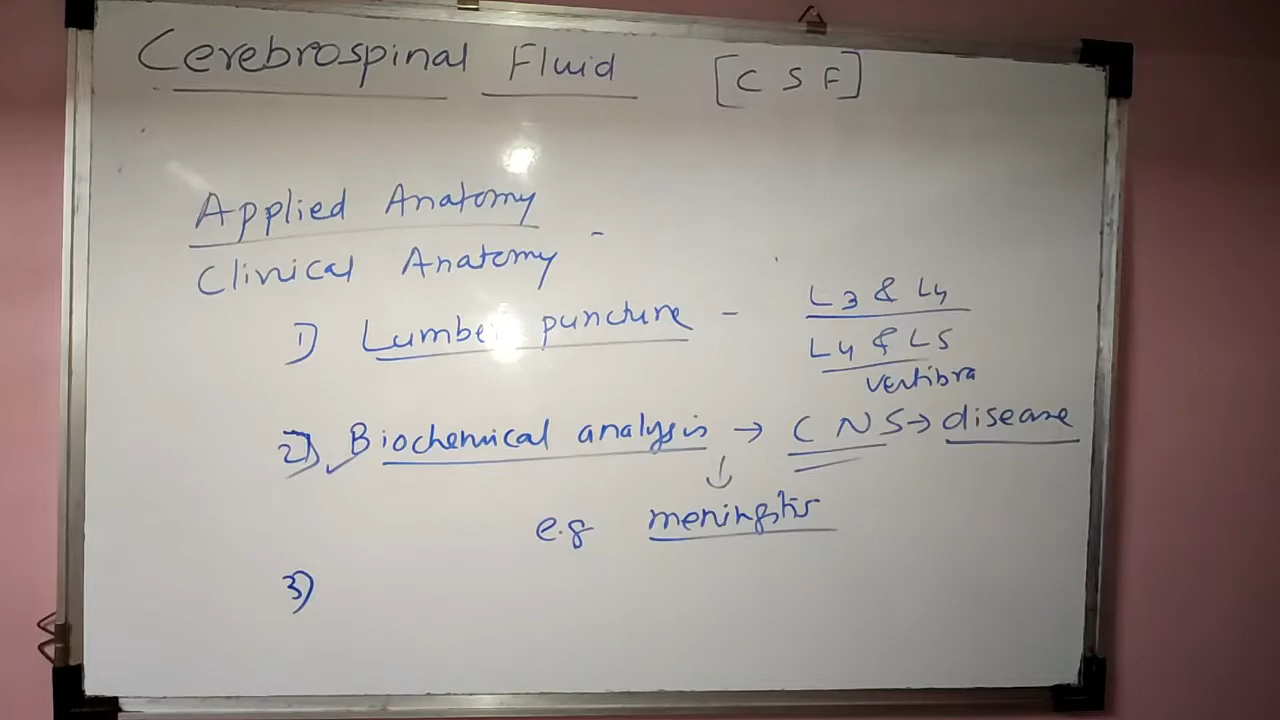 Cerebrospinal Fluid [CSF]
Applied Anatomy
Clinical Anatomy
1) Lumber puncture - L3 & L4
L4 & L5
vertibra
2) Biochemical analysis → CNS → disease
↓
e.g meningitis
3)